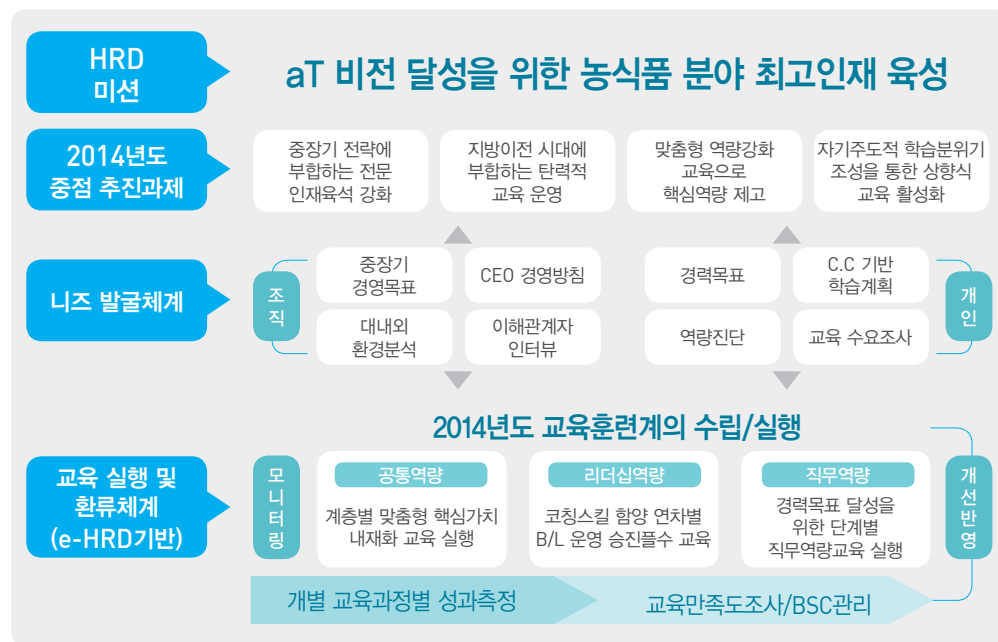 HRD
미션
aT 비전 달성을 위한 농식품 분야 최고인재 육성
2014년도
중점 추진과제
중장기 전략에
부합하는 전문
인재육석 강화
지방이전 시대에
부합하는 탄력적
교육 운영
맞춤형 역량강화
교육으로
핵심역량 제고
자기주도적 학습분위기
조성을 통한 상향식
교육 활성화
니즈 발굴체계
조직
중장기
경영목표
CEO 경영방침
대내외
환경분석
이해관계자
인터뷰
경력목표
C.C 기반
학습계획
역량진단
교육 수요조사
개인
2014년도 교육훈련계의 수립/실행
교육 실행 및
환류체계
(e-HRD기반)
모니터링
공통역량
계층별 맞춤형 핵심가치
내재화 교육 실행
리더십역량
코칭스킬 함양 연차별
B/L 운영 승진플수 교육
직무역량
경력목표 달성을
위한 단계별
직무역량교육 실행
개선반영
개별 교육과정별 성과측정
교육만족도조사/BSC관리